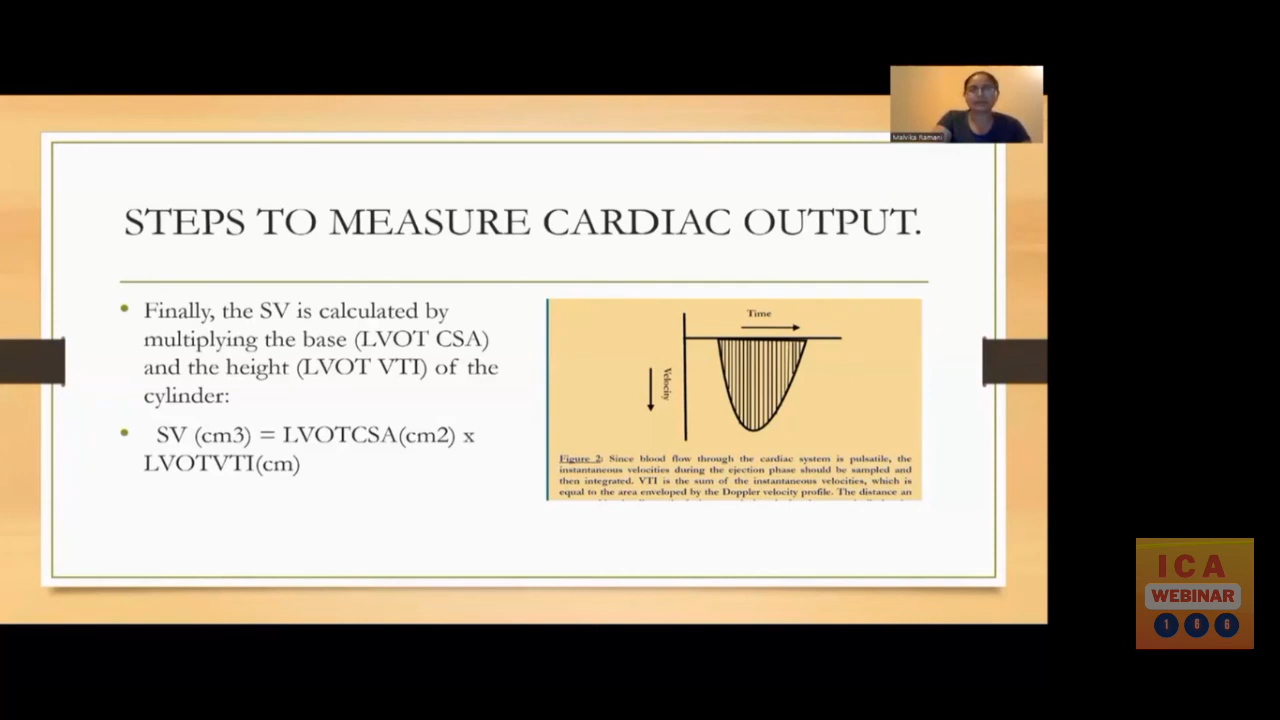 Malvika Ramani
STEPS TO MEASURE CARDIAC OUTPUT.
• Finally, the SV is calculated by
multiplying the base (LVOT CSA)
and the height (LVOT VTI) of the
cylinder:
• SV (cm3) = LVOTCSA(cm2) x
LVOTVTI(cm)
Time
Velocity
Figure 2: Since blood flow through the cardiac system is pulsatile, the
instantaneous velocities during the ejection phase should be sampled and
then integrated. VTI is the sum of the instantaneous velocities, which is
equal to the area enveloped by the Doppler velocity profile. The distance an
ICA
WEBINAR
166